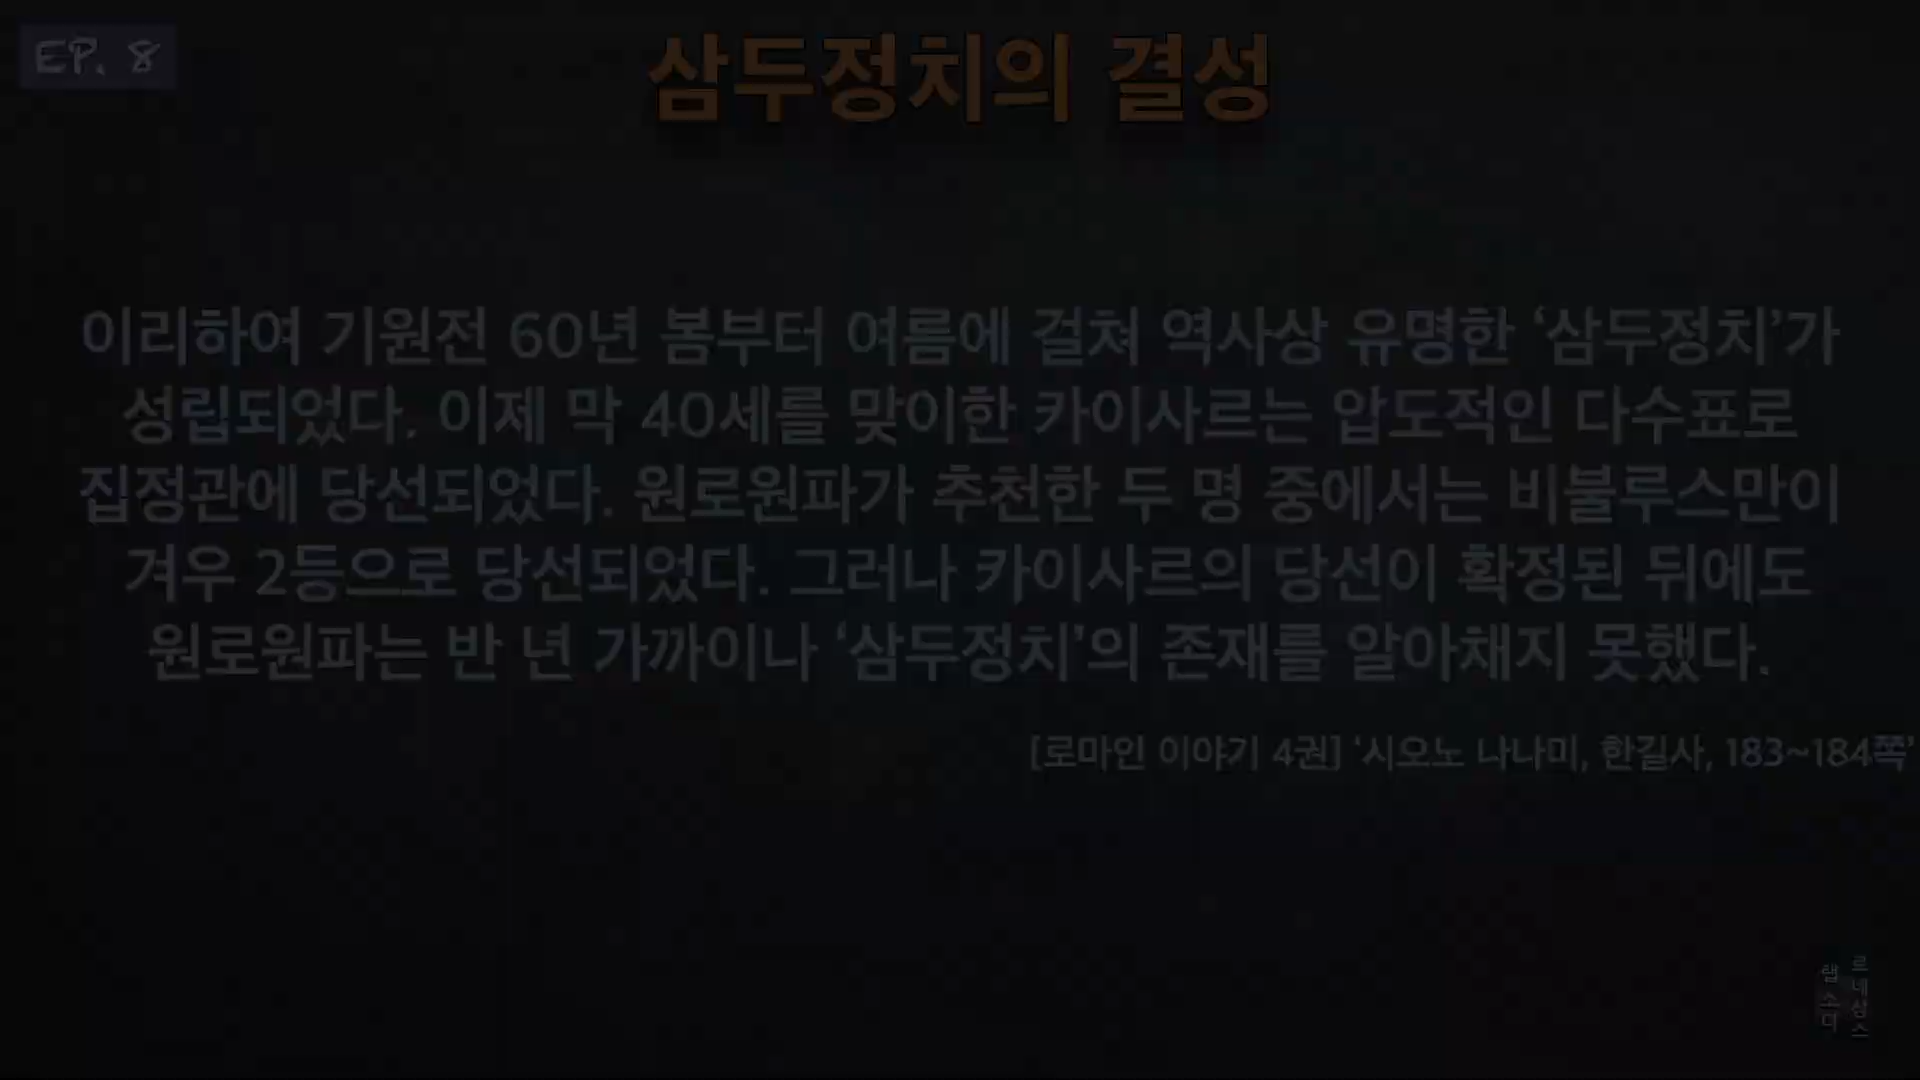 EP. 8
삼두정치의 결성
이리하여 기원전 60년 봄부터 여름에 걸쳐 역사상 유명한 ‘삼두정치’가
성립되었다. 이제 막 40세를 맞이한 카이사르는 압도적인 다수표로
집정관에 당선되었다. 원로원파가 추천한 두 명 중에서는 비불루스만이
겨우 2등으로 당선되었다. 그러나 카이사르의 당선이 확정된 뒤에도
원로원파는 반 년 가까이나 ‘삼두정치’의 존재를 알아채지 못했다.
[로마인 이야기 4권] ‘시오노 나나미, 한길사, 183~184쪽’
르네상스
랩소디